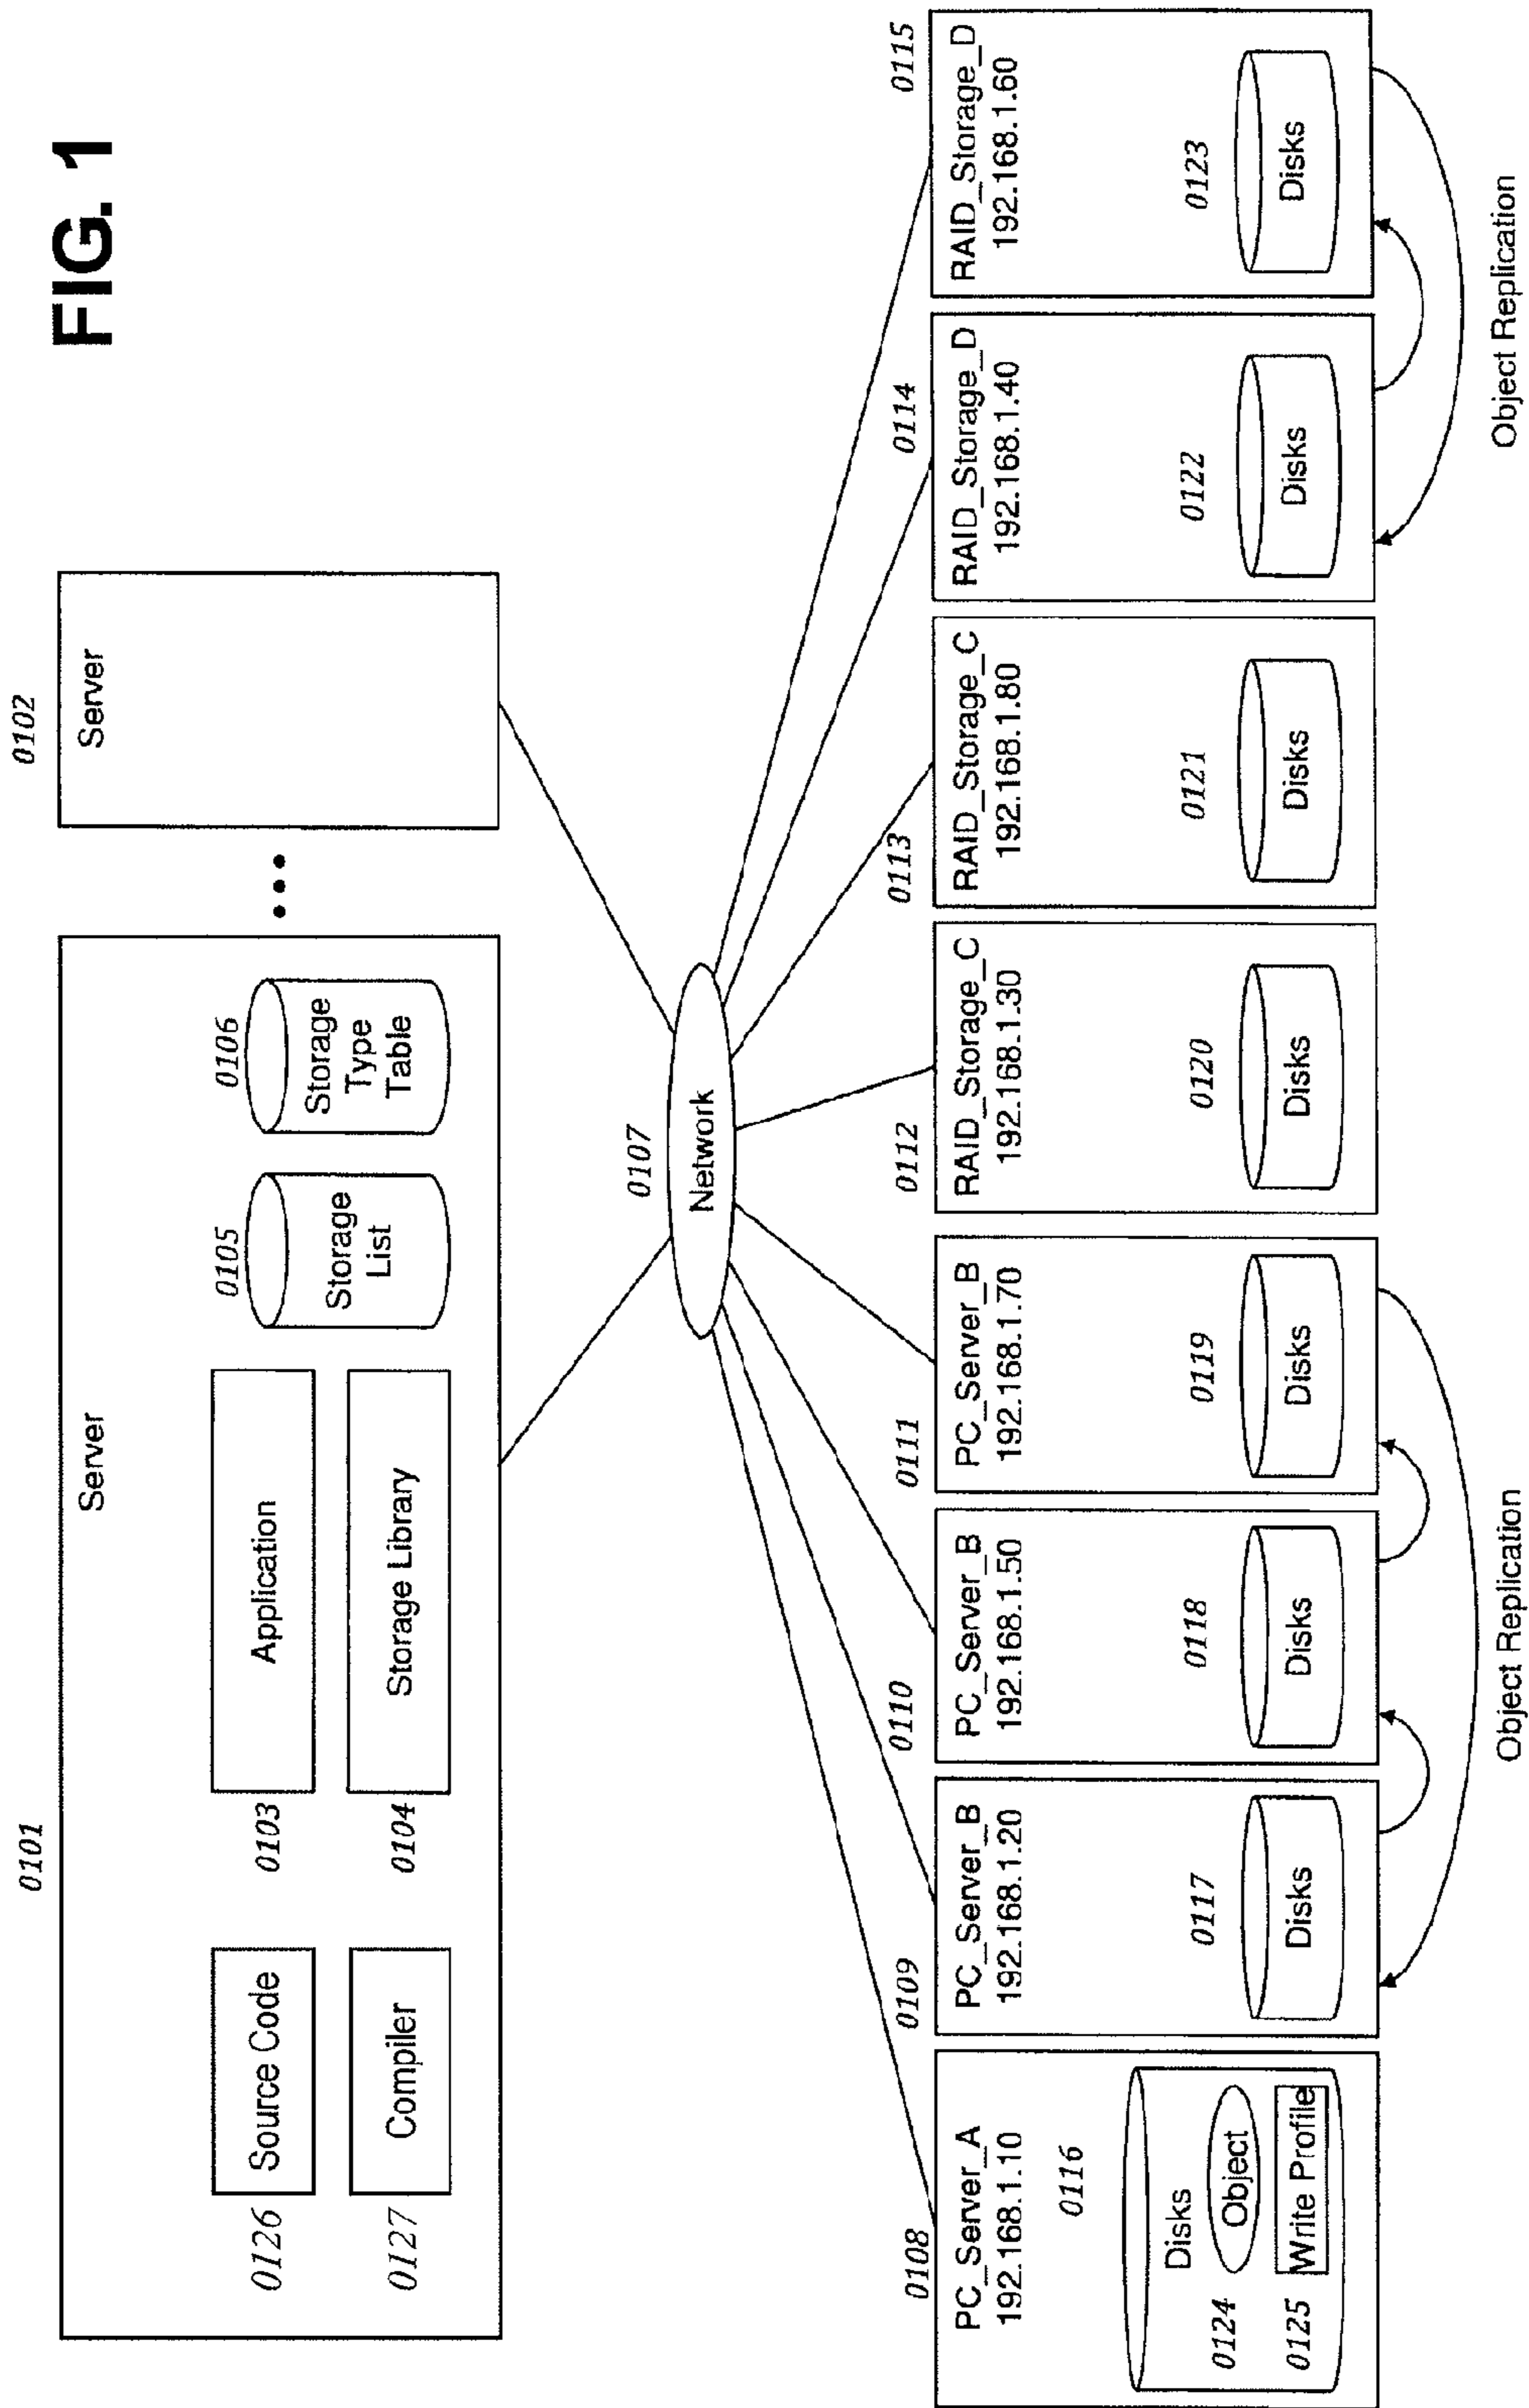 FIG. 1
0101
0102
Server
Server
0126
Source Code
0103
Application
0105
Storage
List
0106
Storage
Type
Table
0127
Compiler
0104
Storage Library
0107
Network
0108
PC_Server_A
192.168.1.10
0116
Disks
0124
Object
0125
Write Profile
0109
PC_Server_B
192.168.1.20
0117
Disks
0110
PC_Server_B
192.168.1.50
0118
Disks
0111
PC_Server_B
192.168.1.70
0119
Disks
0112
RAID_Storage_C
192.168.1.30
0120
Disks
0113
RAID_Storage_C
192.168.1.80
0121
Disks
0114
RAID_Storage_D
192.168.1.40
0122
Disks
0115
RAID_Storage_D
192.168.1.60
0123
Disks
Object Replication
Object Replication